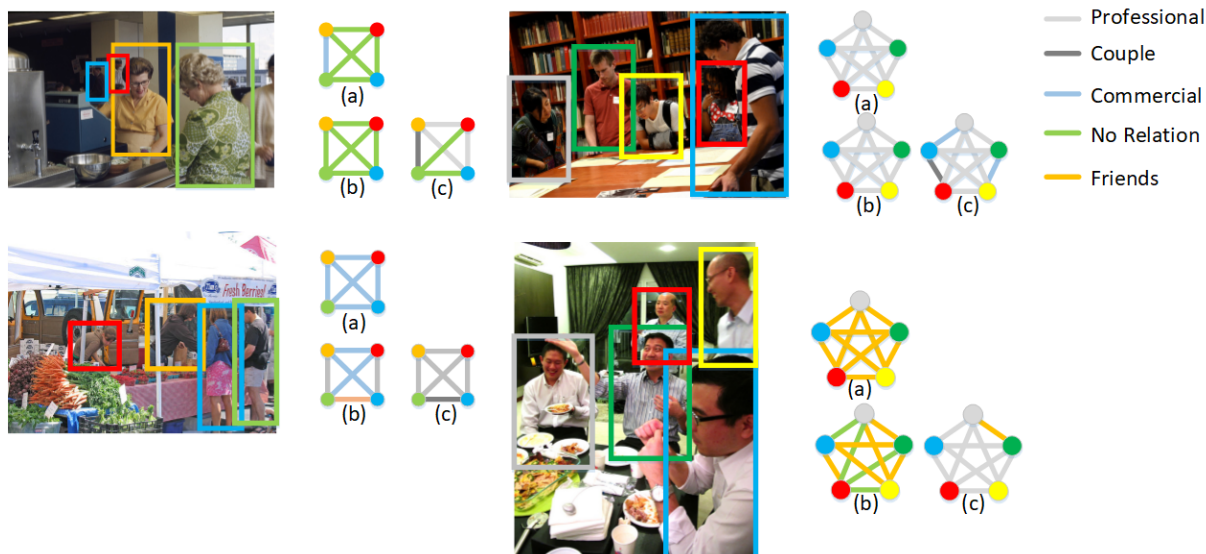 Professional
Couple
Commercial
No Relation
Friends
(a)
(b)
(c)
(a)
(b)
(c)
Fresh Berries!
(a)
(b)
(c)
(a)
(b)
(c)